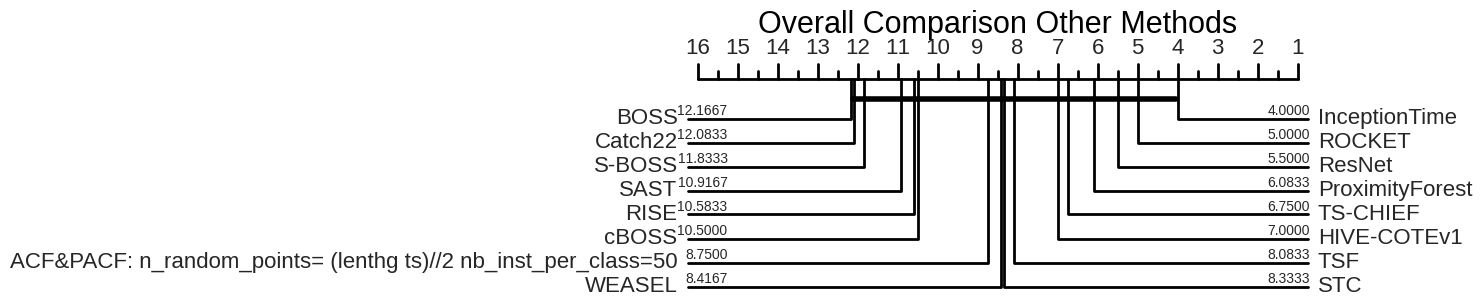 Overall Comparison Other Methods
16 15 14 13 12 11 10 9 8 7 6 5 4 3 2 1
BOSS 12.1667 4.0000 InceptionTime
Catch22 12.0833 5.0000 ROCKET
S-BOSS 11.8333 5.5000 ResNet
SAST 10.9167 6.0833 ProximityForest
RISE 10.5833 6.7500 TS-CHIEF
cBOSS 10.5000 7.0000 HIVE-COTEv1
ACF&PACF: n_random_points= (lenthg ts)//2 nb_inst_per_class=50 8.7500 8.0833 TSF
WEASEL 8.4167 8.3333 STC